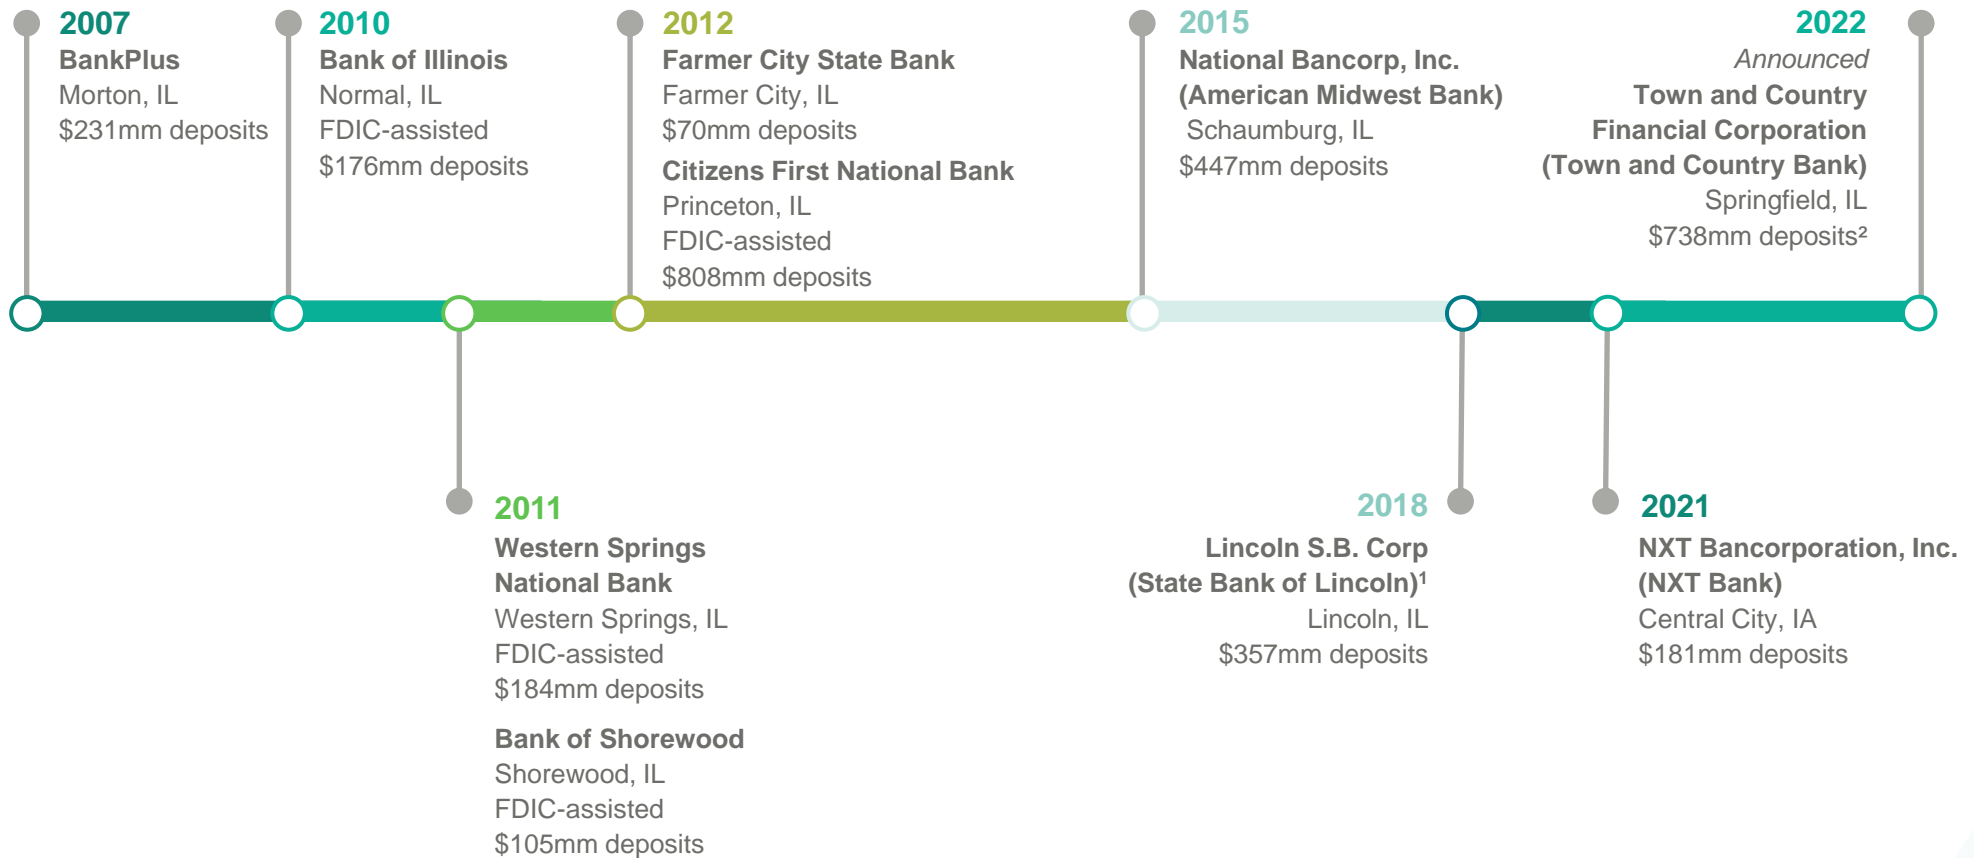 2007
BankPlus
Morton, IL
$231mm deposits
2010
Bank of Illinois
Normal, IL
FDIC-assisted
$176mm deposits
2012
Farmer City State Bank
Farmer City, IL
$70mm deposits
Citizens First National Bank
Princeton, IL
FDIC-assisted
$808mm deposits
2015
National Bancorp, Inc.
(American Midwest Bank)
Schaumburg, IL
$447mm deposits
2022
Announced
Town and Country
Financial Corporation
(Town and Country Bank)
Springfield, IL
$738mm deposits²
2011
Western Springs
National Bank
Western Springs, IL
FDIC-assisted
$184mm deposits
Bank of Shorewood
Shorewood, IL
FDIC-assisted
$105mm deposits
2018
Lincoln S.B. Corp
(State Bank of Lincoln)¹
Lincoln, IL
$357mm deposits
2021
NXT Bancorporation, Inc.
(NXT Bank)
Central City, IA
$181mm deposits